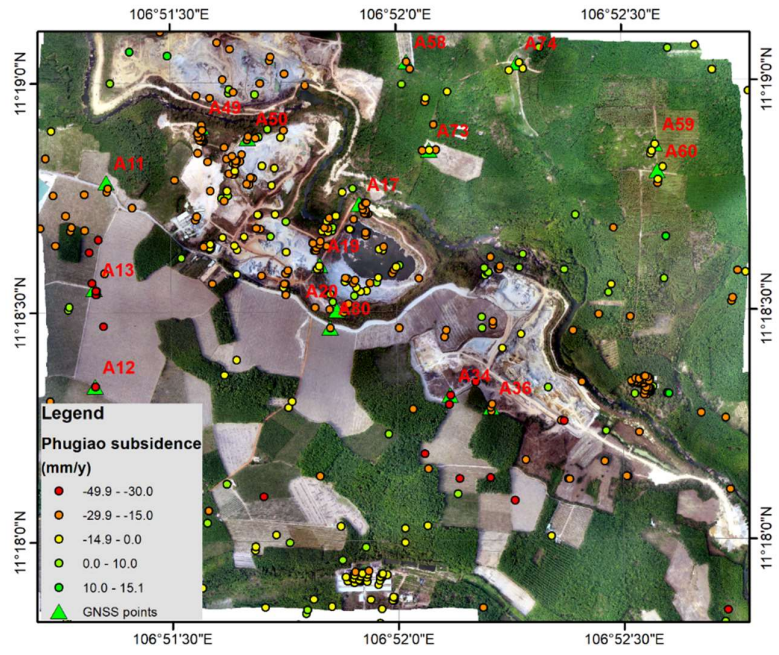 106°51'30"E 106°52'0"E 106°52'30"E
A58 A74
11°19'0"N 11°19'0"N
A49
A50 A73 A59
A60
A11
A17
A18
A13
A20
A80
11°18'30"N 11°18'30"N
A12
A34
A36
Legend
Phugiao subsidence
(mm/y)
-49.9 - -30.0
-29.9 - -15.0
-14.9 - 0.0
0.0 - 10.0
10.0 - 15.1
GNSS points
11°18'0"N 11°18'0"N
106°51'30"E 106°52'0"E 106°52'30"E